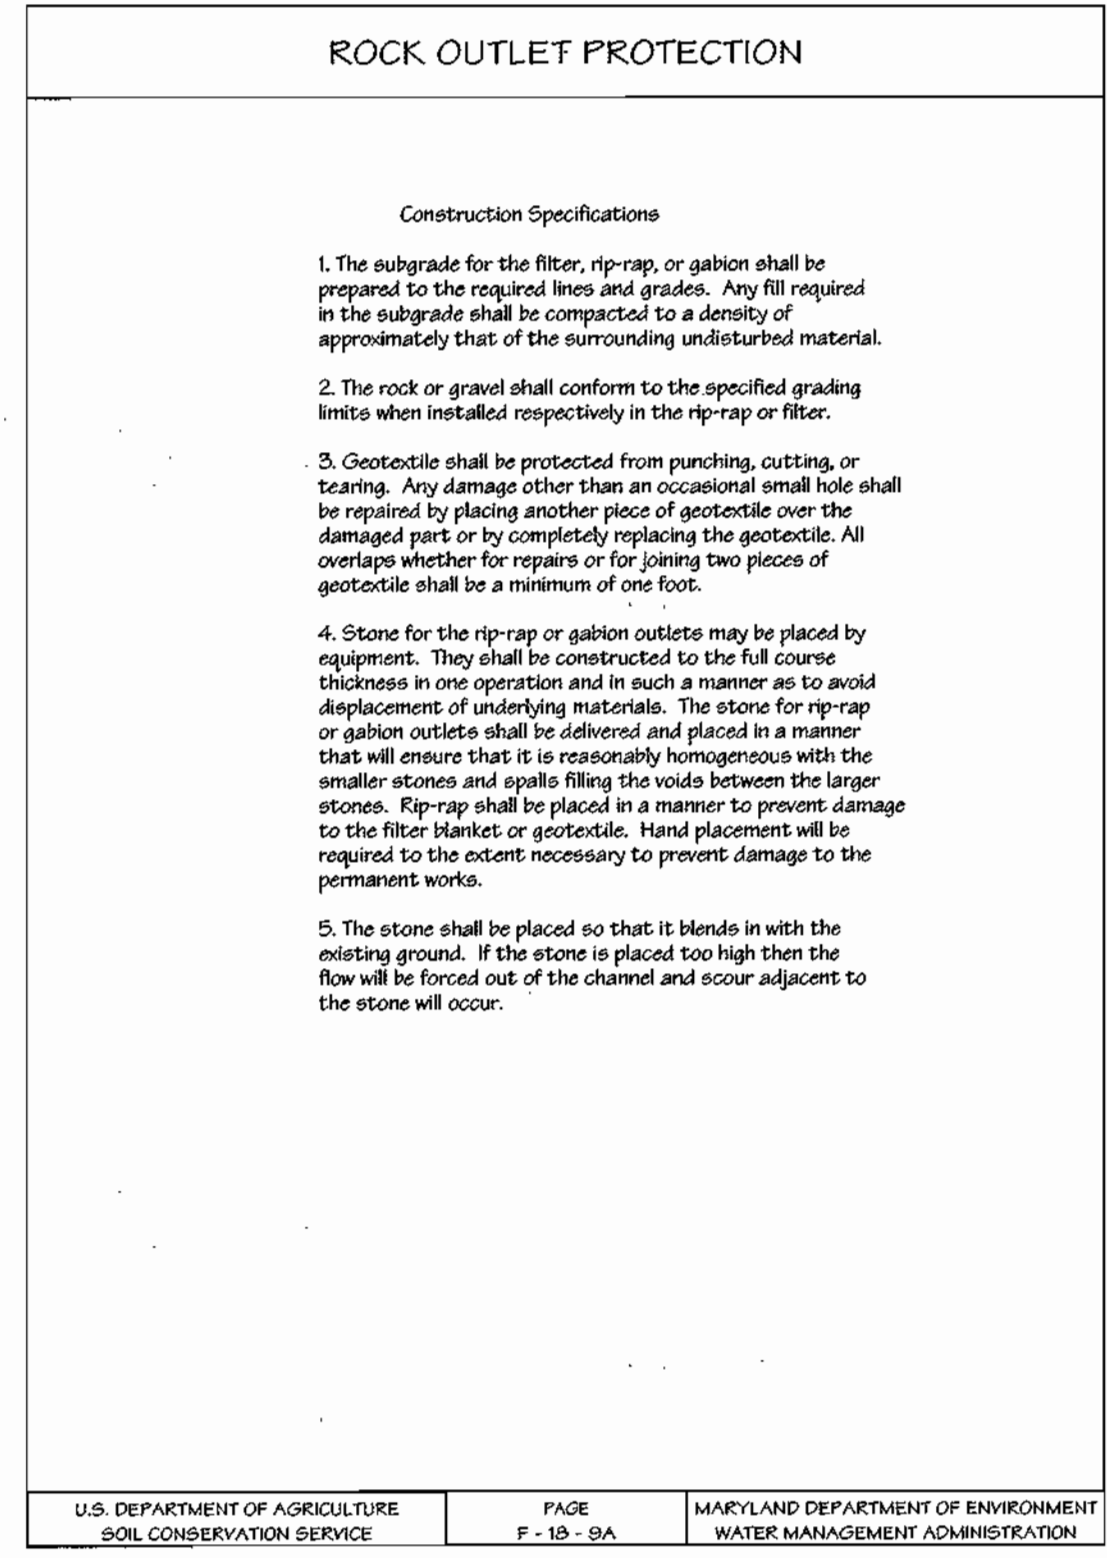 ROCK OUTLET PROTECTION
Construction Specifications
1. The subgrade for the filter, rip-rap, or gabion shall be
prepared to the required lines and grades. Any fill required
in the subgrade shall be compacted to a density of
approximately that of the surrounding undisturbed material.
2. The rock or gravel shall conform to the specified grading
limits when installed respectively in the rip-rap or filter.
3. Geotextile shall be protected from punching, cutting, or
tearing. Any damage other than an occasional small hole shall
be repaired by placing another piece of geotextile over the
damaged part or by completely replacing the geotextile. All
overlaps whether for repairs or for joining two pieces of
geotextile shall be a minimum of one foot.
4. Stone for the rip-rap or gabion outlets may be placed by
equipment. They shall be constructed to the full course
thickness in one operation and in such a manner as to avoid
displacement of underlying materials. The stone for rip-rap
or gabion outlets shall be delivered and placed in a manner
that will ensure that it is reasonably homogeneous with the
smaller stones and spalls filling the voids between the larger
stones. Rip-rap shall be placed in a manner to prevent damage
to the filter blanket or geotextile. Hand placement will be
required to the extent necessary to prevent damage to the
permanent works.
5. The stone shall be placed so that it blends in with the
existing ground. If the stone is placed too high then the
flow will be forced out of the channel and scour adjacent to
the stone will occur.
U.S. DEPARTMENT OF AGRICULTURE
SOIL CONSERVATION SERVICE
PAGE
F - 18 - 9A
MARYLAND DEPARTMENT OF ENVIRONMENT
WATER MANAGEMENT ADMINISTRATION